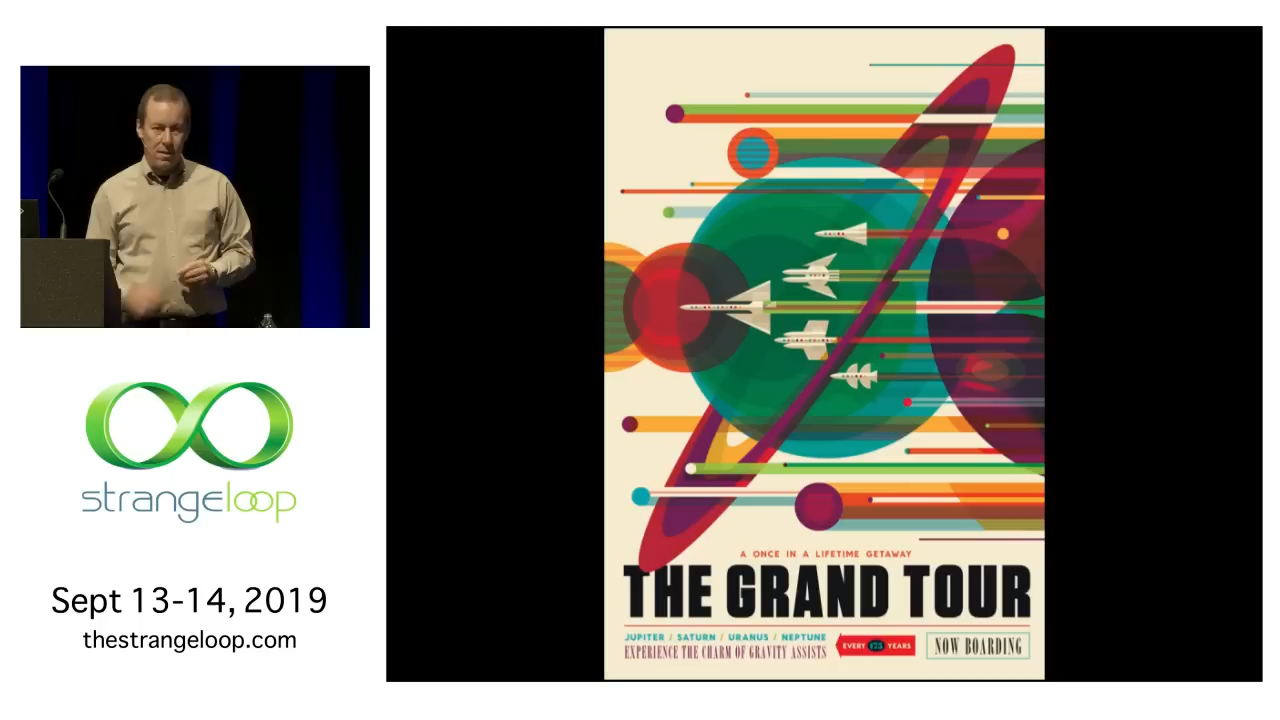 strangeloop
Sept 13-14, 2019
thestrangeloop.com
A ONCE IN A LIFETIME GETAWAY
THE GRAND TOUR
JUPITER / SATURN / URANUS / NEPTUNE
EXPERIENCE THE CHARM OF GRAVITY ASSISTS
EVERY 175 YEARS
NOW BOARDING